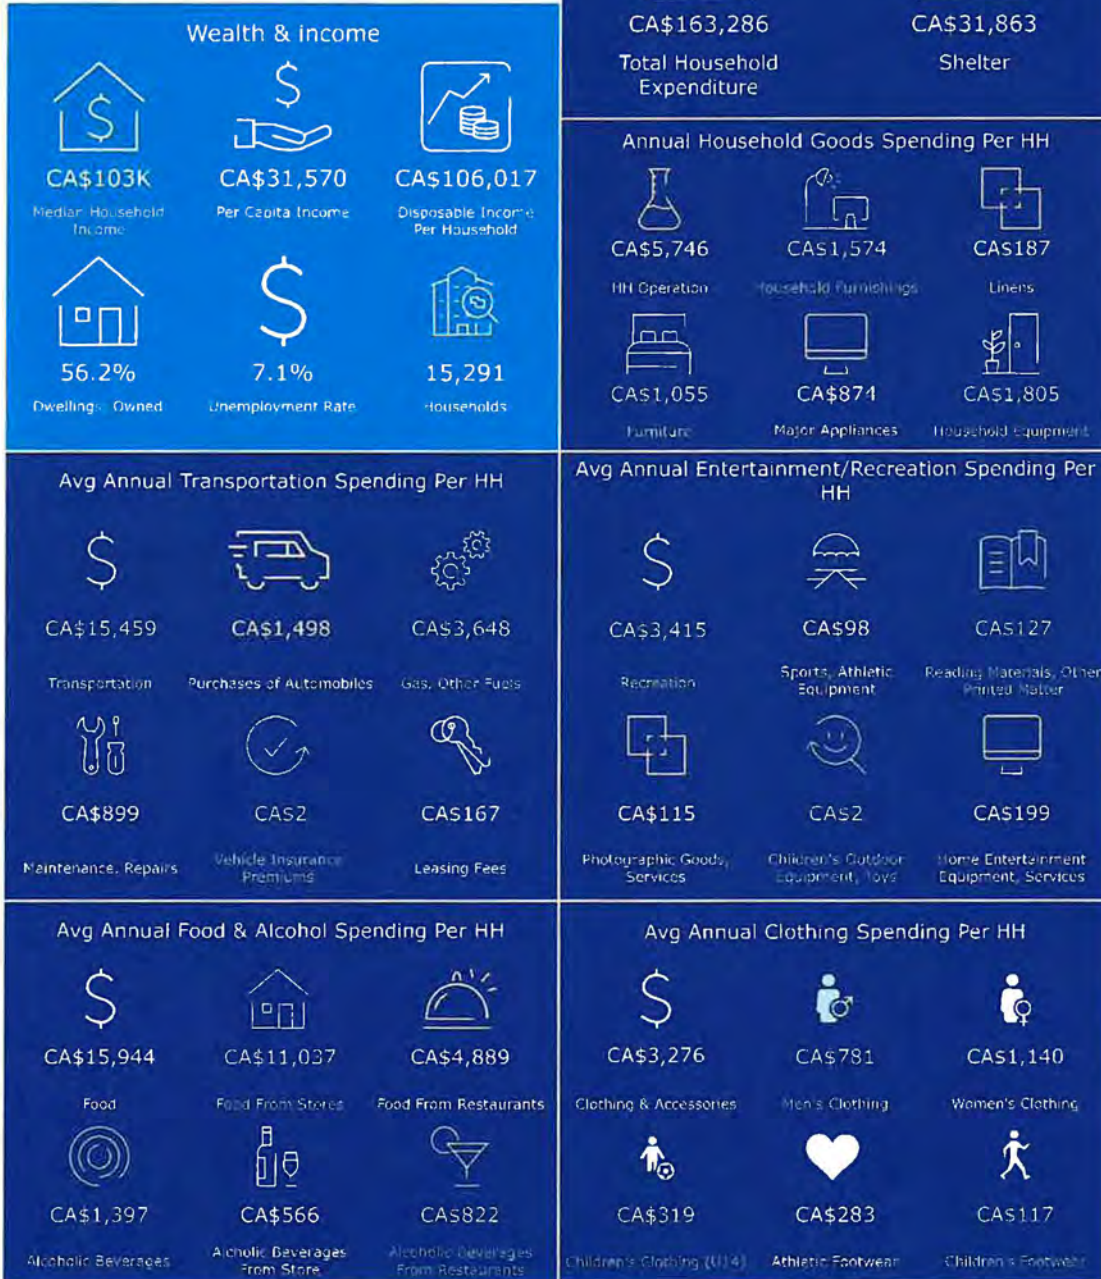 Wealth & income
CA$103K
CA$31,570
CA$106,017
Median Household
Income
Per Capita Income
Disposable Income
Per Household
56.2%
7.1%
15,291
Dwellings: Owned
Unemployment Rate
Households
CA$163,286
CA$31,863
Total Household
Expenditure
Shelter
Annual Household Goods Spending Per HH
CA$5,746
CA$1,574
CA$187
HH Operation
Household Furnishings
Linens
CA$1,055
CA$874
CA$1,805
Furniture
Major Appliances
Household Equipment
Avg Annual Transportation Spending Per HH
CA$15,459
CA$1,498
CA$3,648
Transportation
Purchases of Automobiles
Gas, Other Fuels
CA$899
CA$2
CA$167
Maintenance, Repairs
Vehicle Insurance
Premiums
Leasing Fees
Avg Annual Entertainment/Recreation Spending Per
HH
CA$3,415
CA$98
CA$127
Recreation
Sports, Athletic
Equipment
Reading Materials, Other
Printed Matter
CA$115
CA$2
CA$199
Photographic Goods,
Services
Children's Outdoor
Equipment, Toys
Home Entertainment
Equipment, Services
Avg Annual Food & Alcohol Spending Per HH
CA$15,944
CA$11,037
CA$4,889
Food
Food From Stores
Food From Restaurants
CA$1,397
CA$566
CA$822
Alcoholic Beverages
Alcholic Beverages
From Store
Alcoholic Beverages
From Restaurants
Avg Annual Clothing Spending Per HH
CA$3,276
CA$781
CA$1,140
Clothing & Accessories
Men's Clothing
Women's Clothing
CA$319
CA$283
CA$117
Children's Clothing (U14)
Athletic Footwear
Children's Footwear